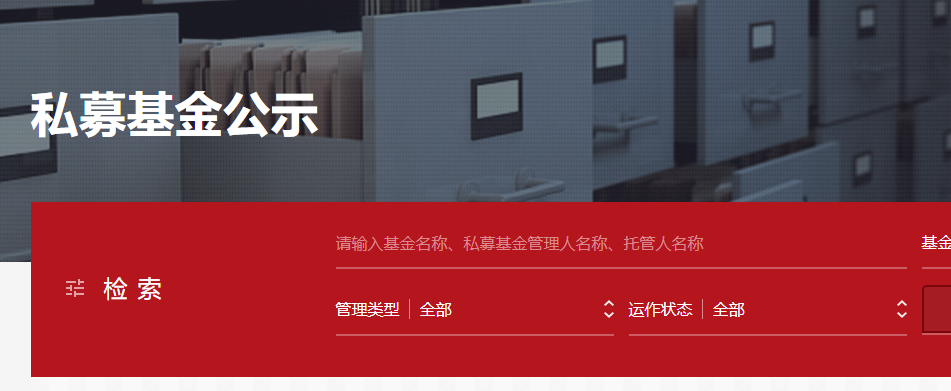 私募基金公示
请输入基金名称、私募基金管理人名称、托管人名称
基金
检索
管理类型 全部
运作状态 全部